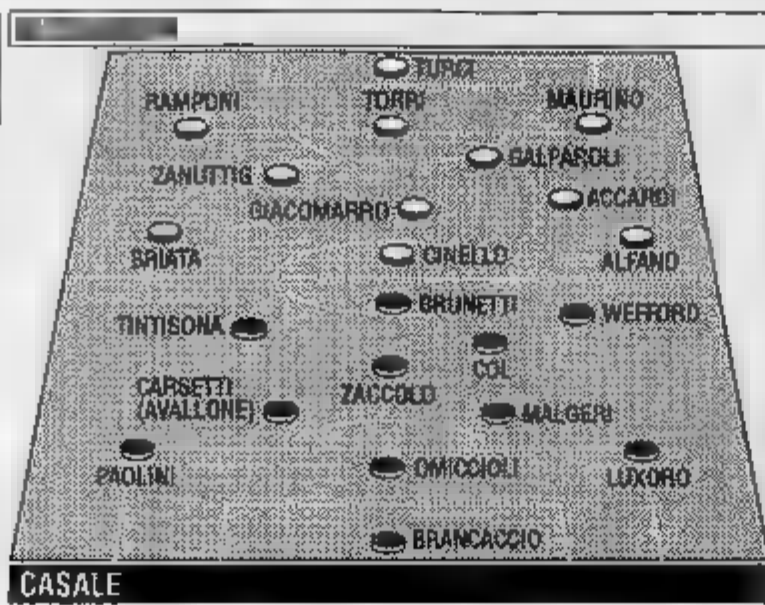 TURCI
RAMPONI
TORRI
MAURINO
ZANUTTIG
GALPAROLI
GIACOMARRO
ACCARDI
SRIATA
CINELLO
ALFANO
BRUNETTI
WEFFORD
TINTISONA
COL
ZACCOLO
CARSETTI
(AVALLONE)
MALGERI
PAOLINI
OMICCIOLI
LUXORO
BRANCACCIO
CASALE